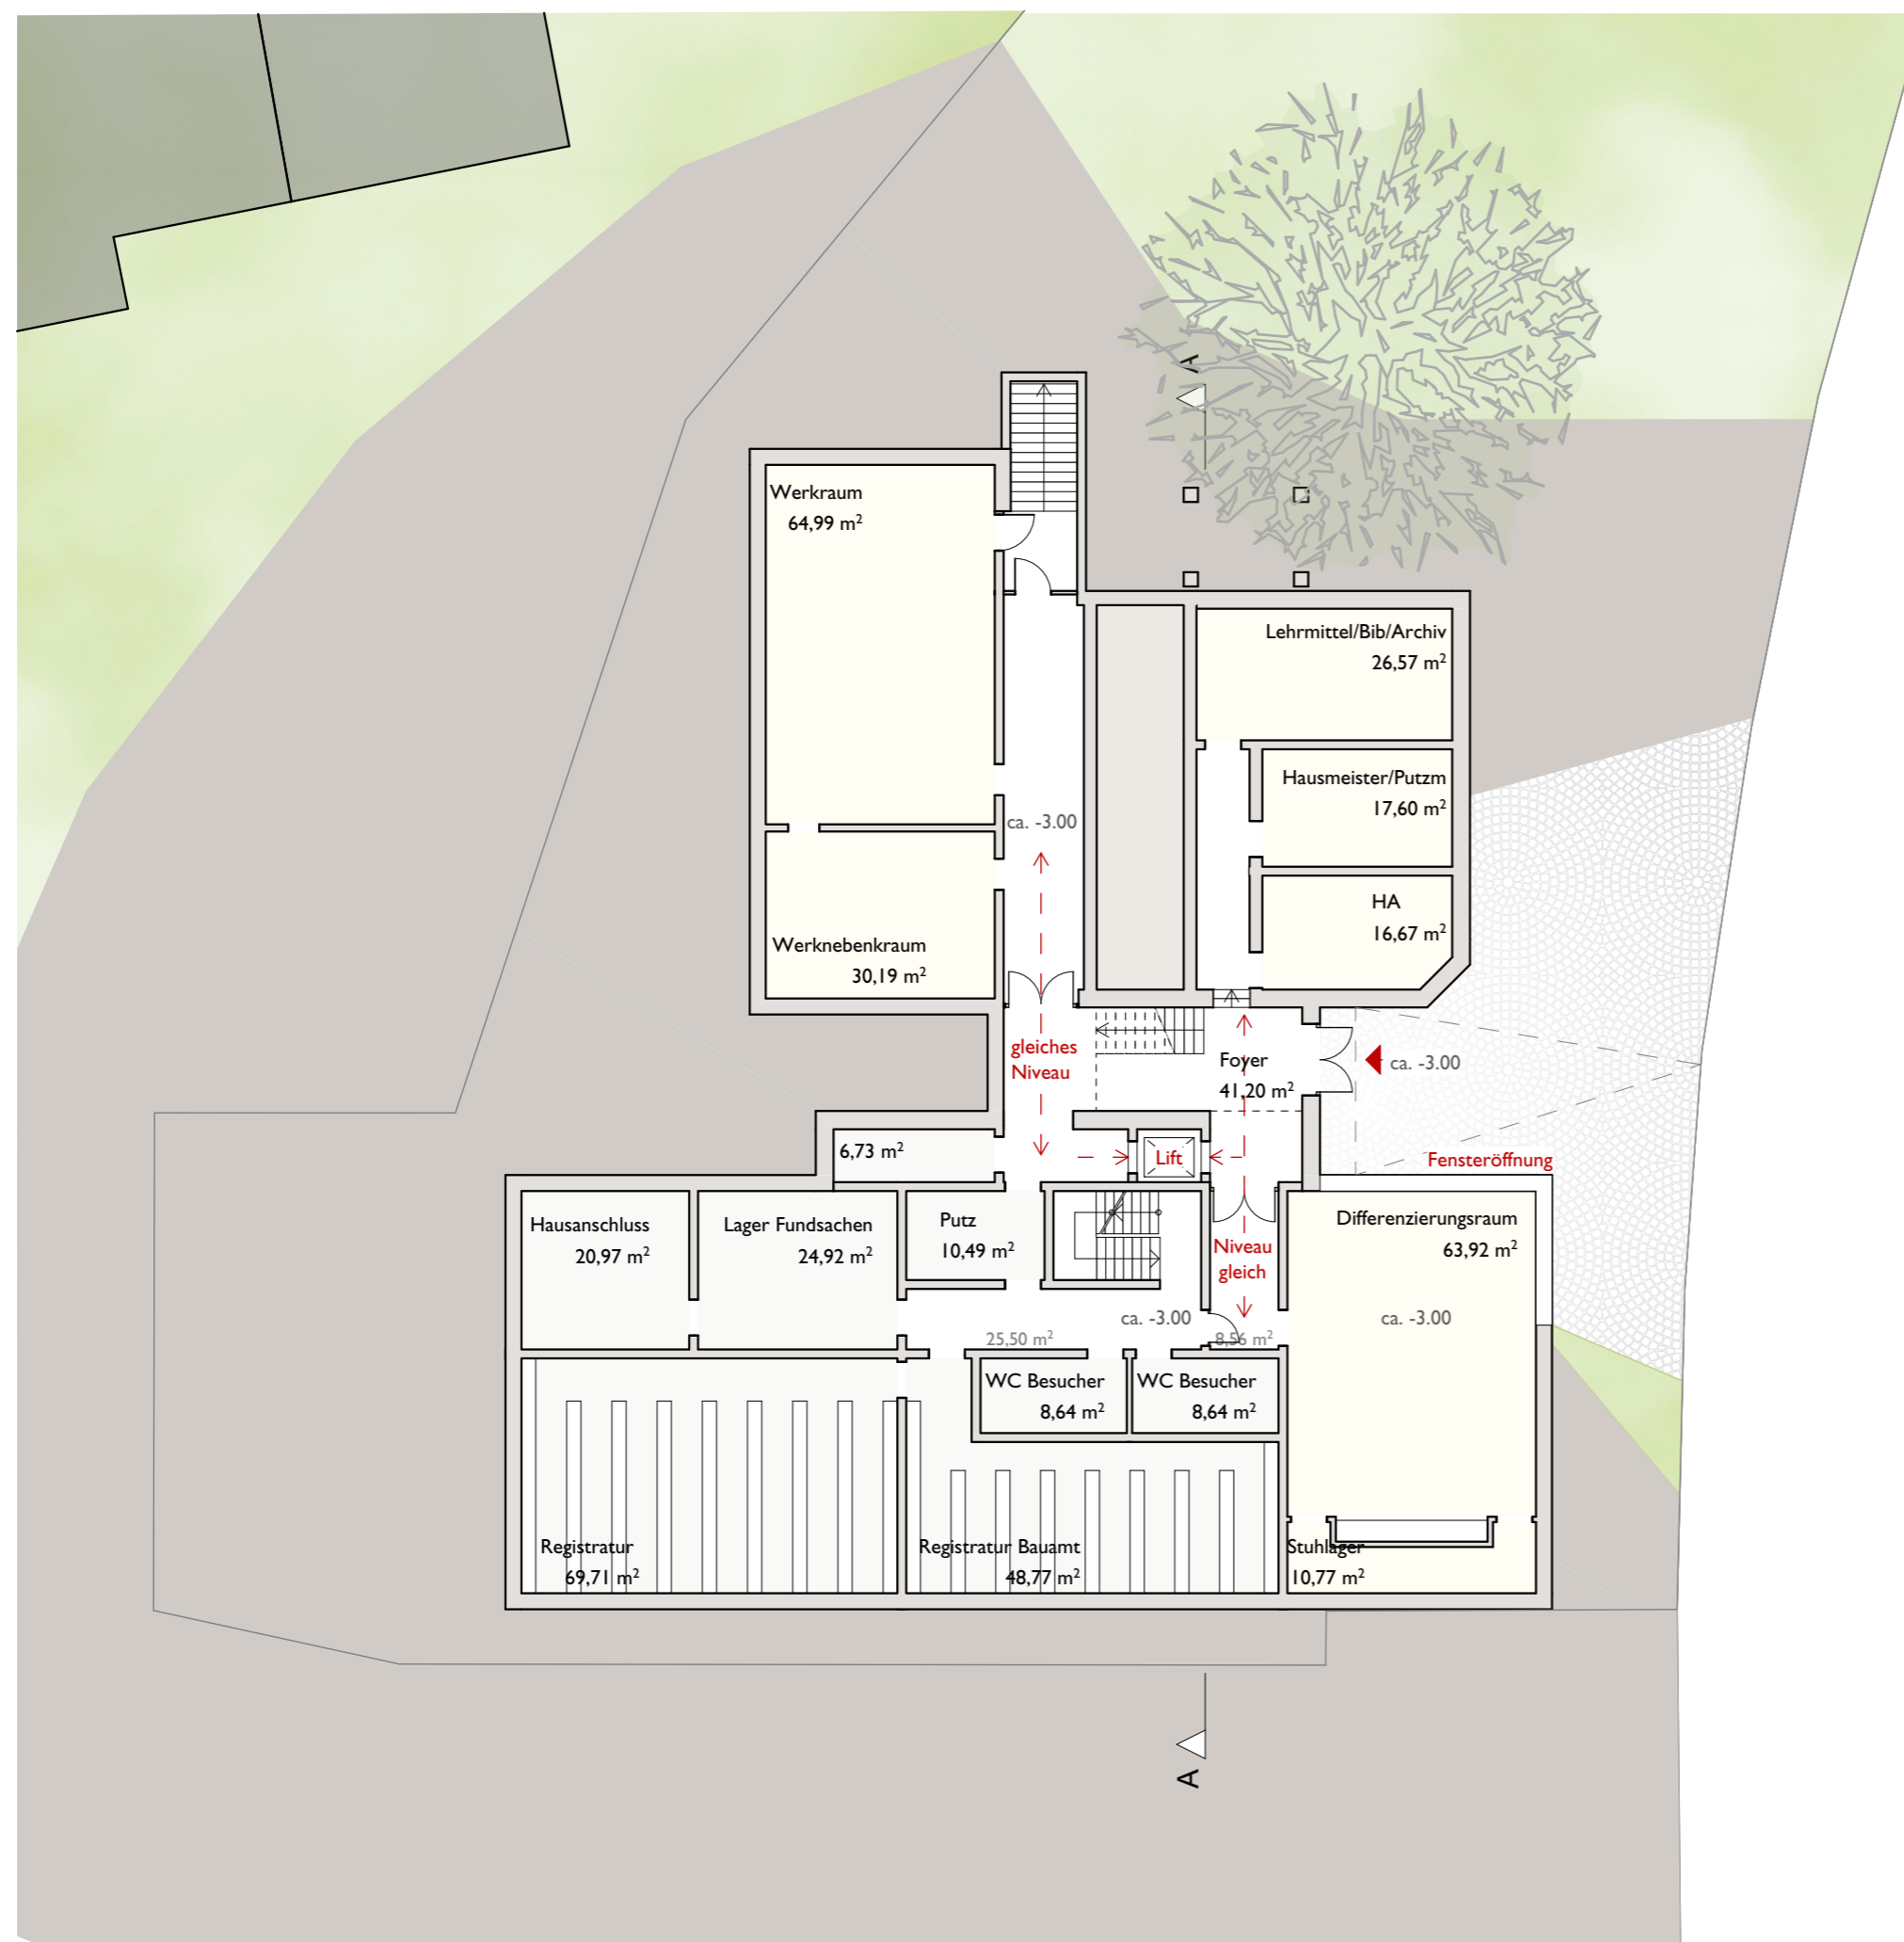 A
Werkraum
64,99 m²
Lehrmittel/Bib/Archiv
26,57 m²
Hausmeister/Putzm
17,60 m²
ca. -3.00
HA
16,67 m²
Werknebenkraum
30,19 m²
gleiches
Niveau
Foyer
41,20 m²
ca. -3.00
6,73 m²
Lift
Fensteröffnung
Hausanschluss
20,97 m²
Lager Fundsachen
24,92 m²
Putz
10,49 m²
Niveau
gleich
Differenzierungsraum
63,92 m²
ca. -3.00
ca. -3.00
25,50 m²
8,56 m²
WC Besucher
8,64 m²
WC Besucher
8,64 m²
Registratur
69,71 m²
Registratur Bauamt
48,77 m²
Stuhlager
10,77 m²
A